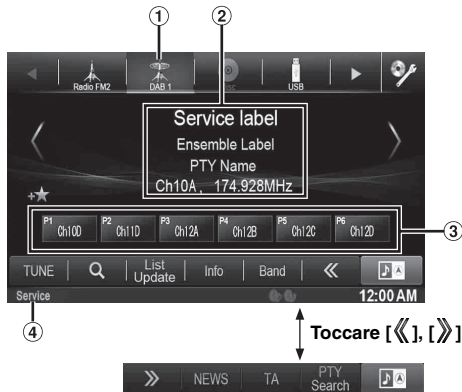 ① ②
Radio FM2 DAB 1 Disc USB
Service label
Ensemble Label
PTY Name
Ch10A, 174.928MHz
P1 Ch10D P2 Ch11D P3 Ch12A P4 Ch12B P5 Ch12C P6 Ch12D
③
TUNE List Update Info Band 《
Service 12:00 AM
④
Toccare [《], [》]
》 NEWS TA PTY Search